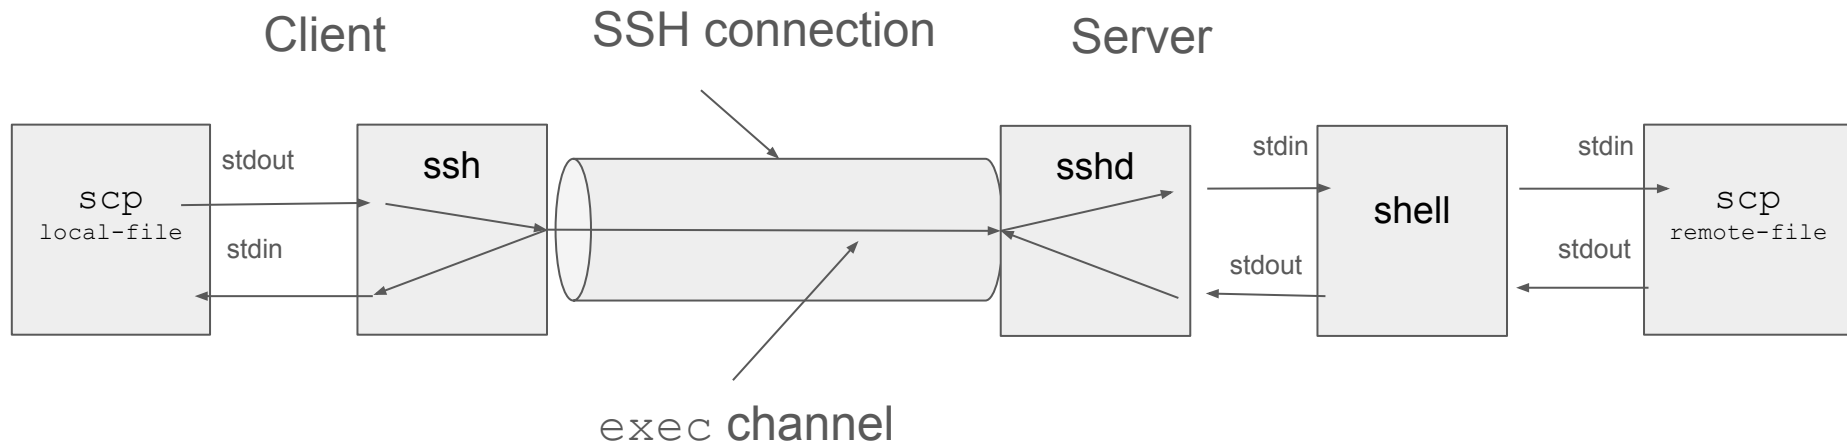 Client
SSH connection
Server
scp
local-file
stdout
stdin
ssh
sshd
stdin
stdout
shell
stdin
stdout
scp
remote-file
exec channel